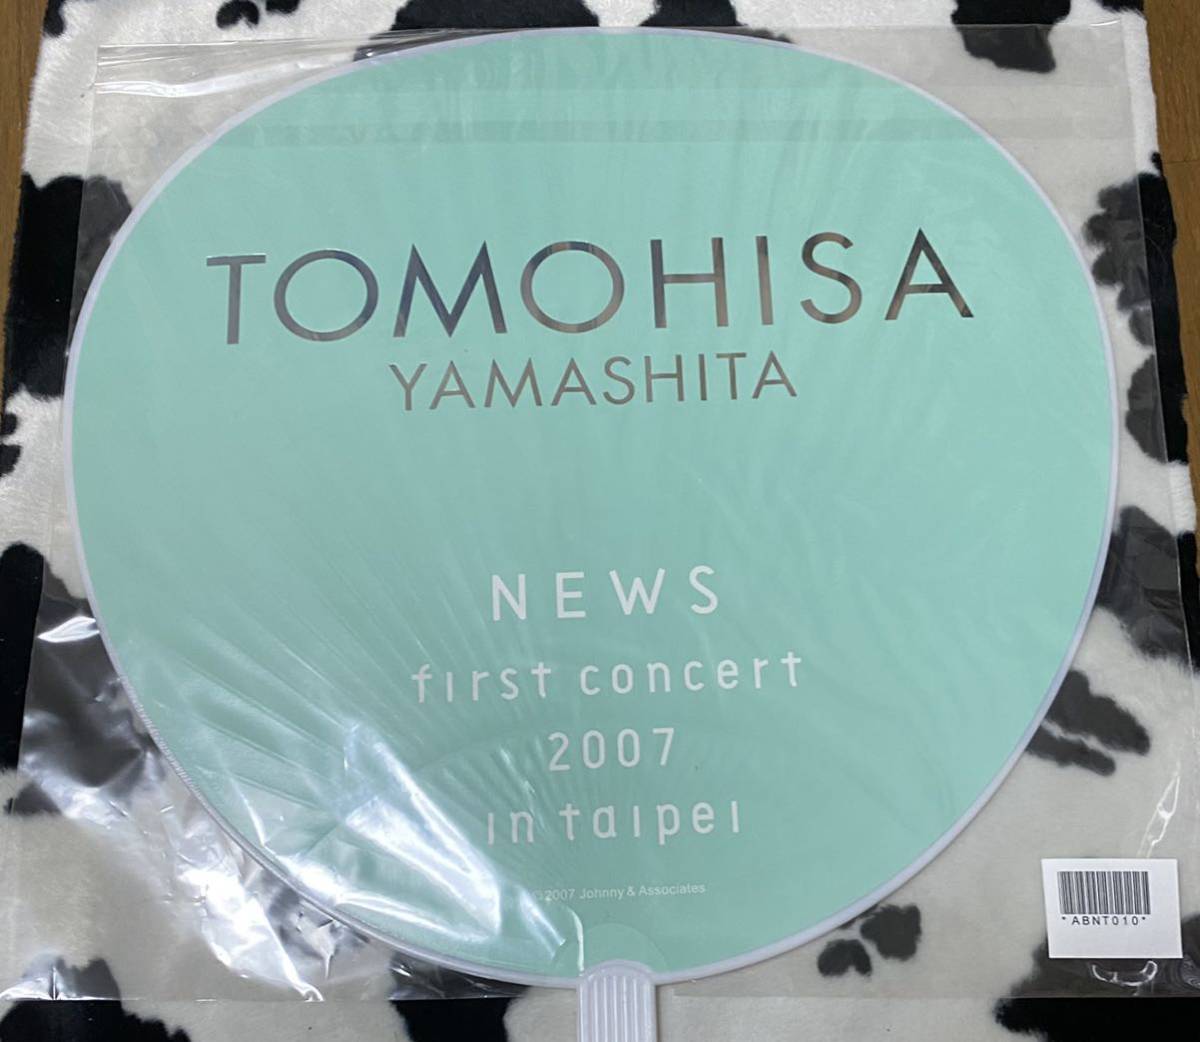 TOMOHISA
YAMASHITA
NEWS
first concert
2007
in taipei
©2007 Johnny & Associates
*ABNT010*